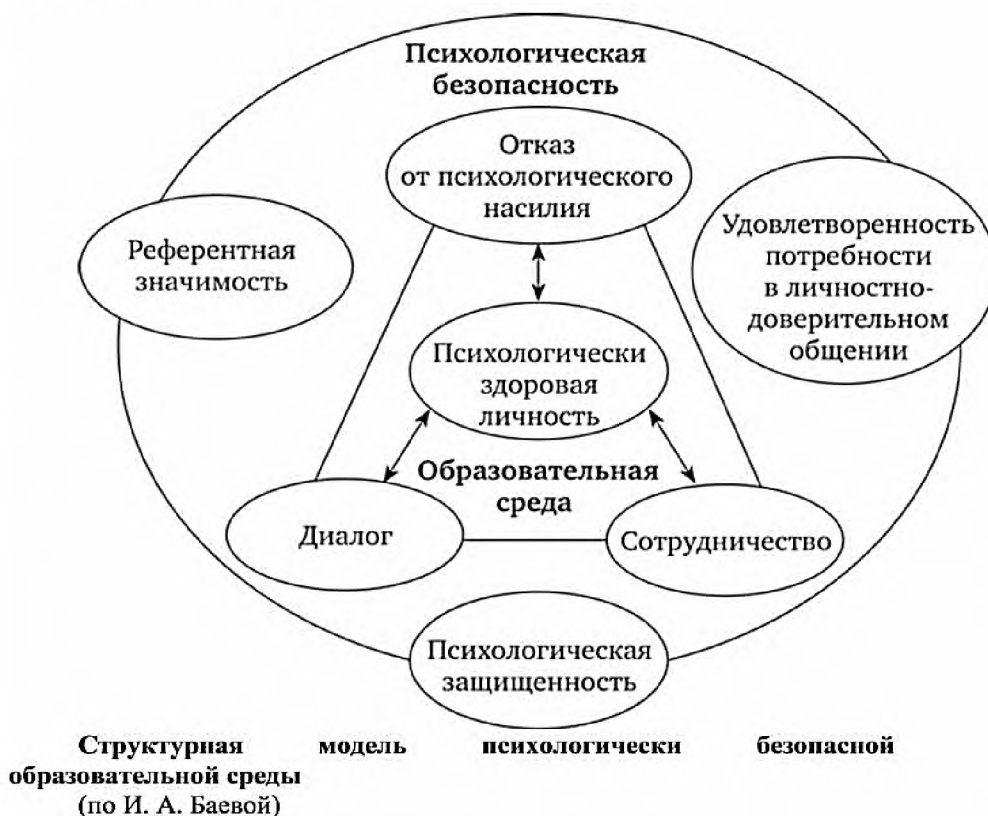 Психологическая
безопасность
Отказ
от психологического
насилия
Референтная
значимость
Удовлетворенность
потребности
в личностно-
доверительном
общении
Психологически
здоровая
личность
Образовательная
среда
Диалог
Сотрудничество
Психологическая
защищенность
Структурная модель психологически безопасной
образовательной среды
(по И. А. Баевой)